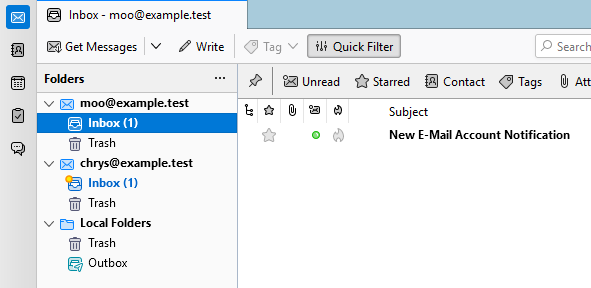 Inbox - moo@example.test
Get Messages Write Tag Quick Filter Search
Folders ... Unread Starred Contact Tags Att
moo@example.test Subject
Inbox (1) New E-Mail Account Notification
Trash
chrys@example.test
Inbox (1)
Trash
Local Folders
Trash
Outbox